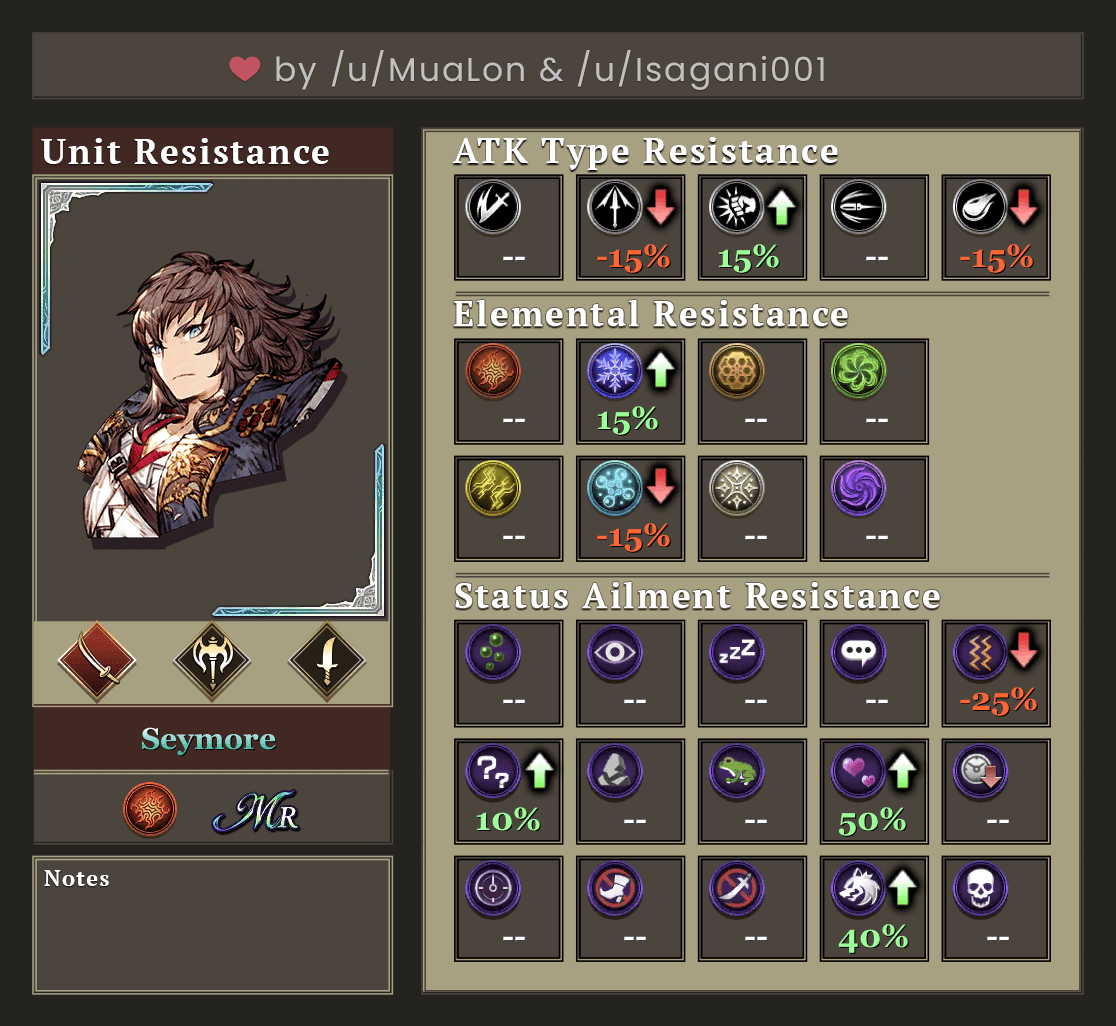 by /u/MuaLon & /u/Isagani001
Unit Resistance
Seymore
MR
Notes
ATK Type Resistance
-- -15% 15% -- -15%
Elemental Resistance
-- 15% -- --
-- -15% -- --
Status Ailment Resistance
zzZ
-- -- -- -- -25%
??
10% -- -- 50% --
-- -- -- 40% --